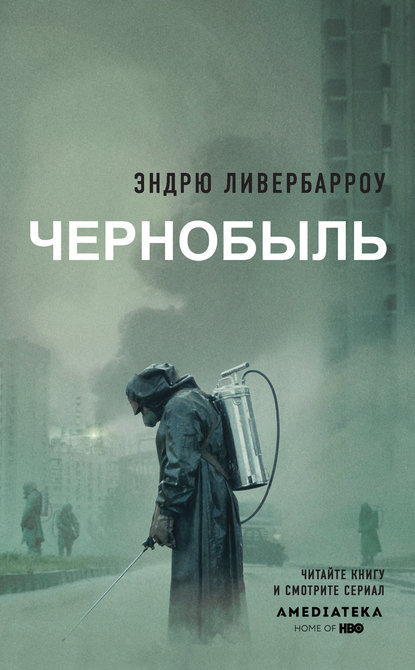 ЭНДРЮ ЛИВЕРБАРРОУ
ЧЕРНОБЫЛЬ
ЧИТАЙТЕ КНИГУ
И СМОТРИТЕ СЕРИАЛ
AMEDIATEKA
HOME OF HBO